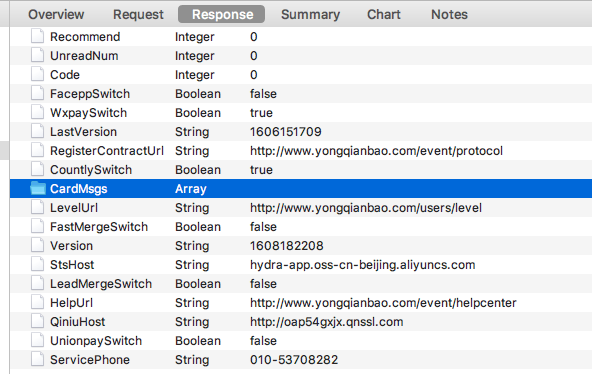 Overview Request Response Summary Chart Notes
Recommend Integer 0
UnreadNum Integer 0
Code Integer 0
FaceppSwitch Boolean false
WxpaySwitch Boolean true
LastVersion String 1606151709
RegisterContractUrl String http://www.yongqianbao.com/event/protocol
CountlySwitch Boolean true
CardMsgs Array
LevelUrl String http://www.yongqianbao.com/users/level
FastMergeSwitch Boolean false
Version String 1608182208
StsHost String hydra-app.oss-cn-beijing.aliyuncs.com
LeadMergeSwitch Boolean false
HelpUrl String http://www.yongqianbao.com/event/helpcenter
QiniuHost String http://oap54gxjx.qnssl.com
UnionpaySwitch Boolean false
ServicePhone String 010-53708282